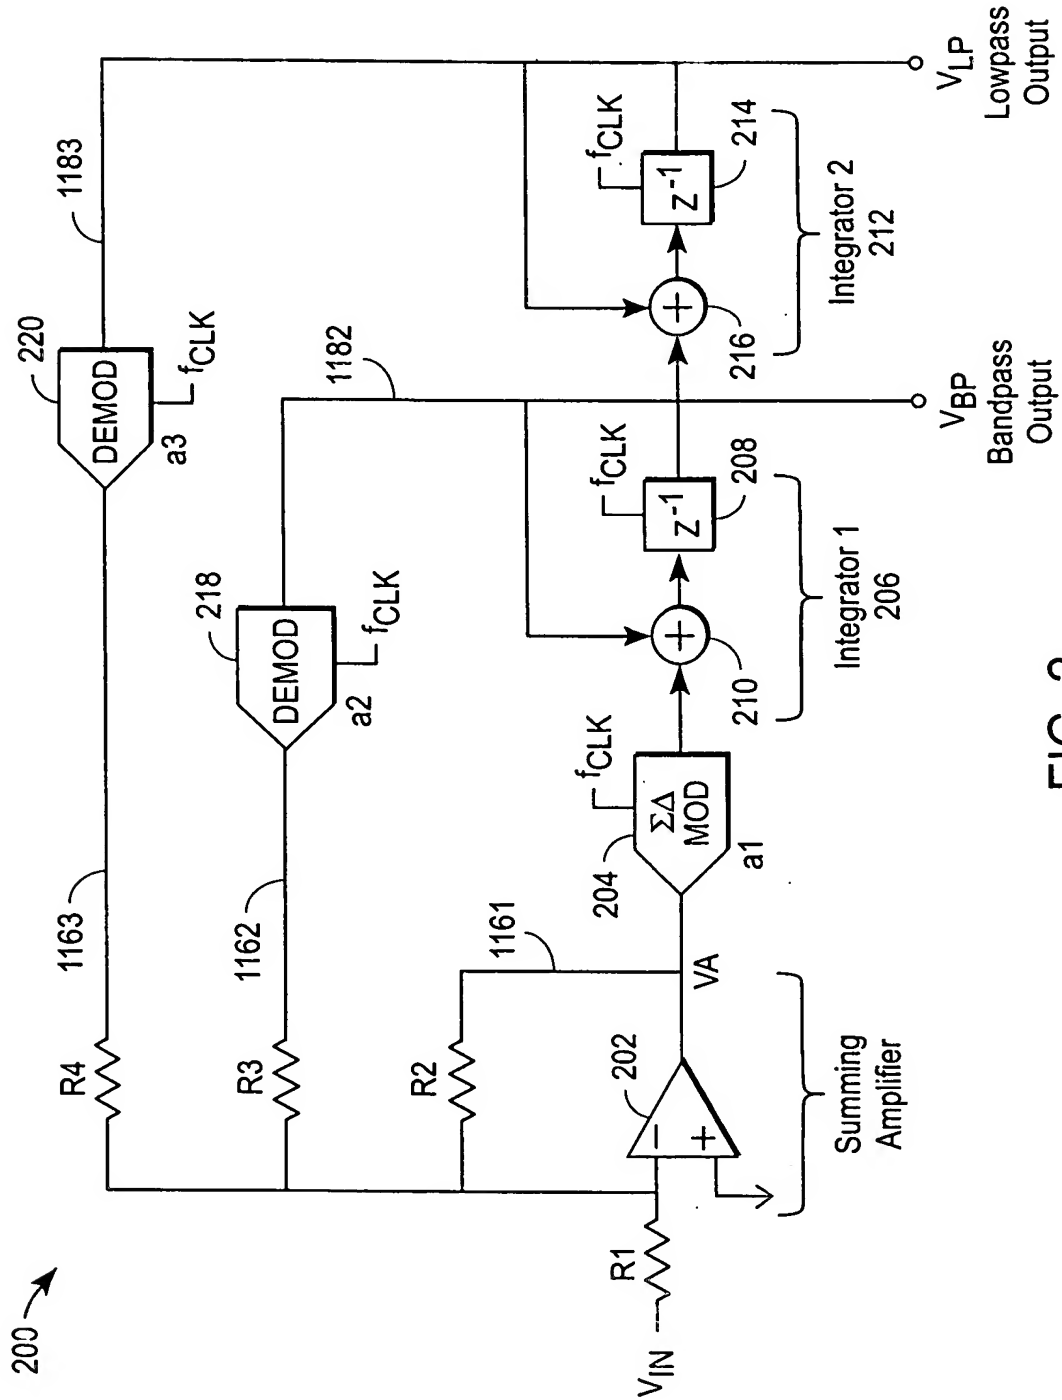 200
1163
R4
220
DEMOD
a3
fCLK
1183
218
DEMOD
a2
fCLK
1162
R3
1182
R2
1161
VIN
R1
202
−
+
VA
204
ΣΔ
MOD
a1
fCLK
+
210
Z-1
fCLK
208
+
216
Z-1
fCLK
214
Summing
Amplifier
Integrator 1
206
Integrator 2
212
VBP
Bandpass
Output
VLP
Lowpass
Output